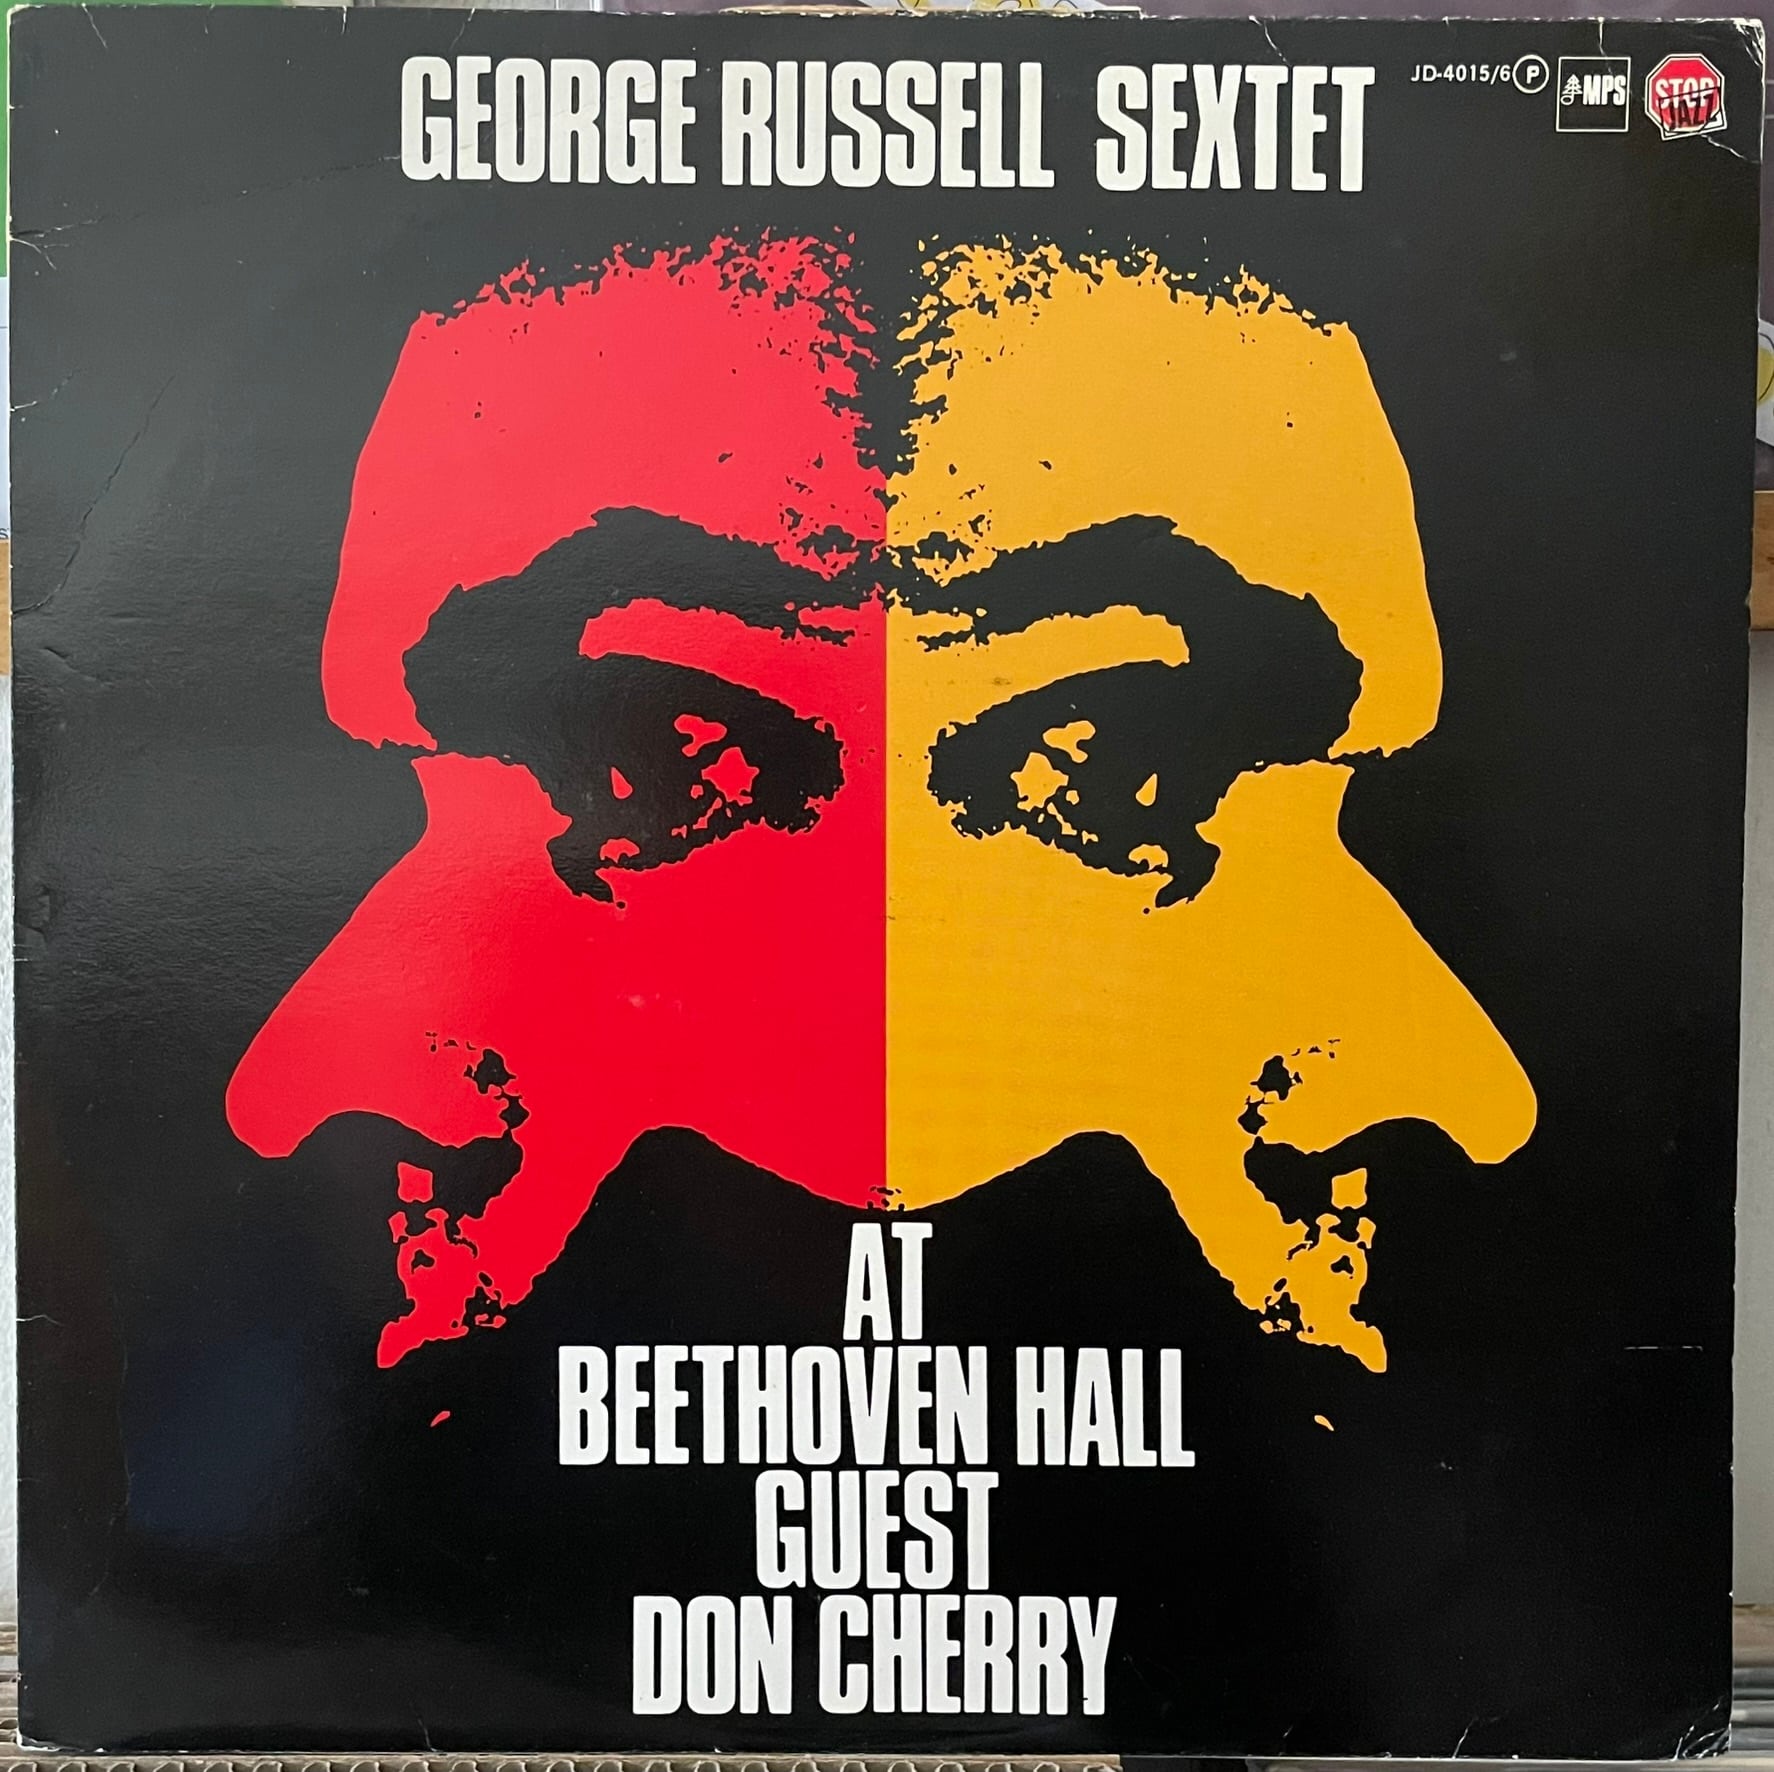 GEORGE RUSSELL SEXTET
JD-4015/6 P
MPS
STOP
JAZZ
AT
BEETHOVEN HALL
GUEST
DON CHERRY